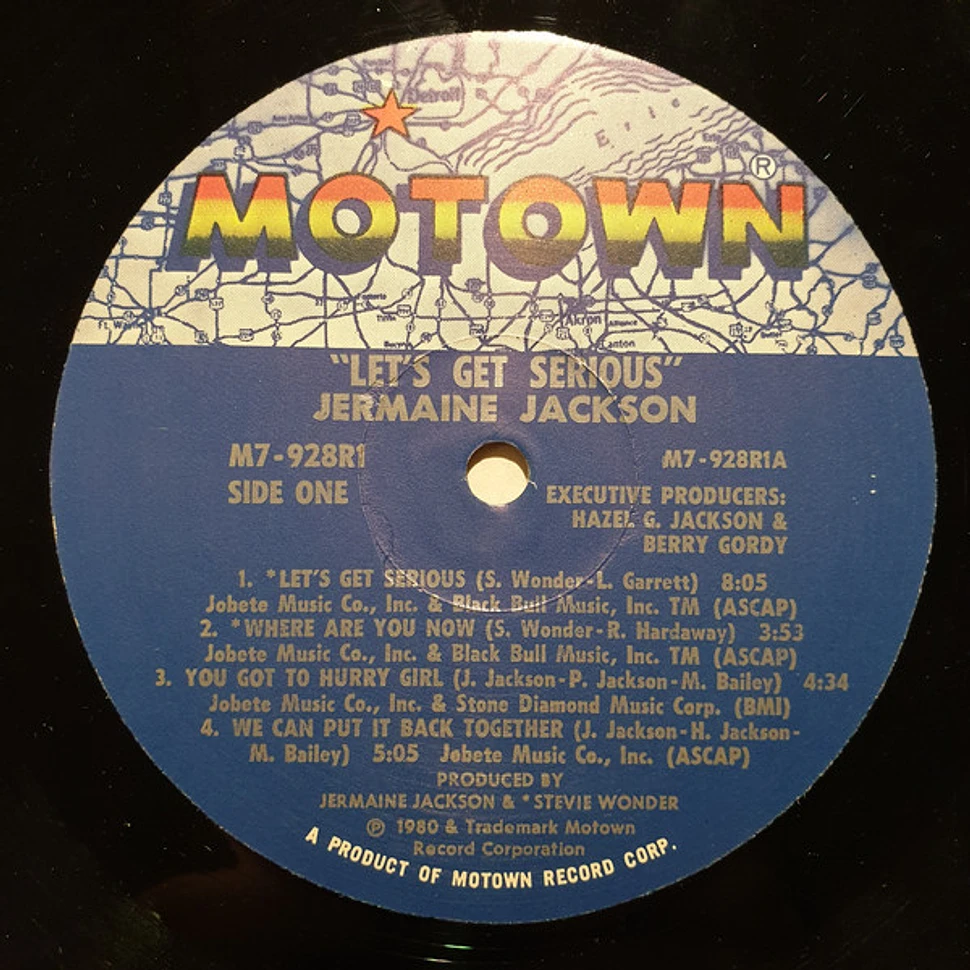 Detroit
Erie
Erie
MOTOWN®
Ft. Wayne
Akron
Alliance
Canton
"LET'S GET SERIOUS"
JERMAINE JACKSON
M7-928R1
SIDE ONE
M7-928R1A
EXECUTIVE PRODUCERS:
HAZEL G. JACKSON &
BERRY GORDY
1. *LET'S GET SERIOUS (S. Wonder-L. Garrett) 8:05
Jobete Music Co., Inc. & Black Bull Music, Inc. TM (ASCAP)
2. *WHERE ARE YOU NOW (S. Wonder-R. Hardaway) 3:53
Jobete Music Co., Inc. & Black Bull Music, Inc. TM (ASCAP)
3. YOU GOT TO HURRY GIRL (J. Jackson-P. Jackson-M. Bailey) 4:34
Jobete Music Co., Inc. & Stone Diamond Music Corp. (BMI)
4. WE CAN PUT IT BACK TOGETHER (J. Jackson-H. Jackson-
M. Bailey) 5:05 Jobete Music Co., Inc. (ASCAP)
PRODUCED BY
JERMAINE JACKSON & *STEVIE WONDER
℗ 1980 & Trademark Motown
Record Corporation
A PRODUCT OF MOTOWN RECORD CORP.